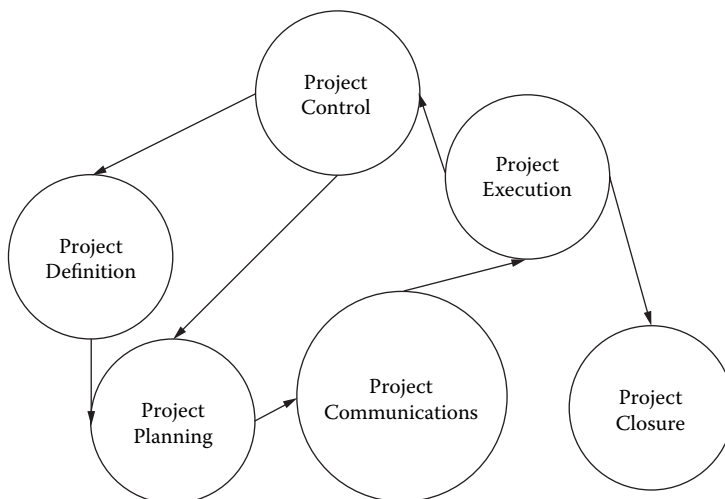 Project
Control
Project
Execution
Project
Definition
Project
Planning
Project
Communications
Project
Closure